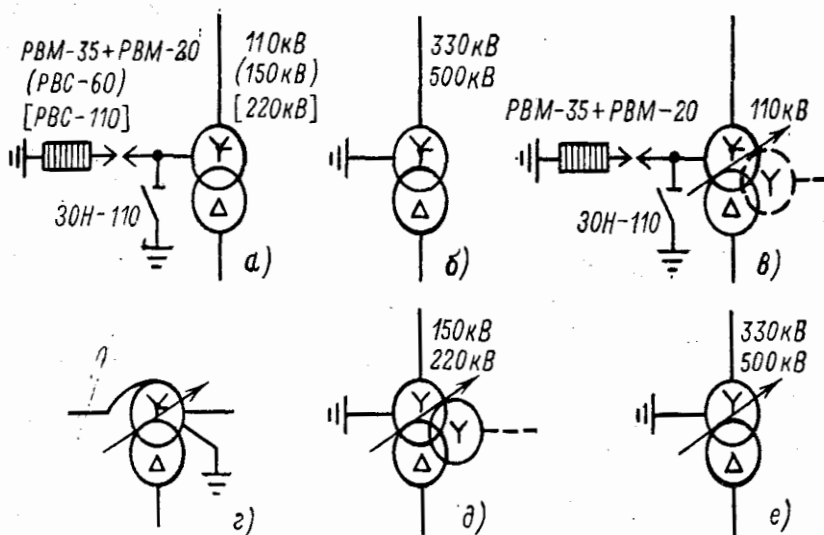 РВМ-35+РВМ-20
(РВС-60)
[РВС-110]
110кВ
(150кВ)
[220кВ]
ЗОН-110
Δ
а)
330кВ
500кВ
Δ
б)
РВМ-35+РВМ-20
110кВ
Y
ЗОН-110
Δ
в)
Δ
г)
150кВ
220кВ
Y
Y
Δ
д)
330кВ
500кВ
Y
Δ
е)